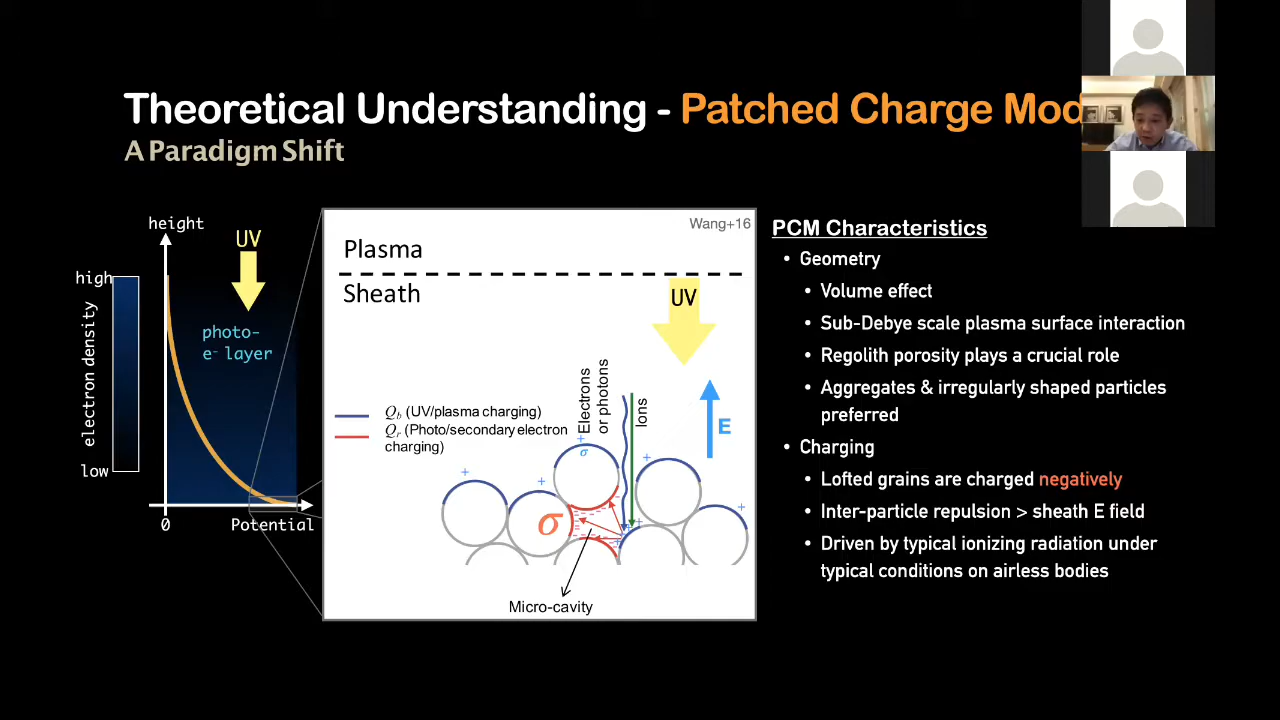 Theoretical Understanding - Patched Charge Mod
A Paradigm Shift
height
UV
high
photo-
e⁻ layer
electron density
low
0
Potential
Wang+16
Plasma
Sheath
UV
Electrons
or photons
Ions
E
Q_b (UV/plasma charging)
Q_r (Photo/secondary electron
charging)
+
σ
+
+
+
+
σ
Micro-cavity
PCM Characteristics
• Geometry
• Volume effect
• Sub-Debye scale plasma surface interaction
• Regolith porosity plays a crucial role
• Aggregates & irregularly shaped particles
preferred
• Charging
• Lofted grains are charged negatively
• Inter-particle repulsion > sheath E field
• Driven by typical ionizing radiation under
typical conditions on airless bodies